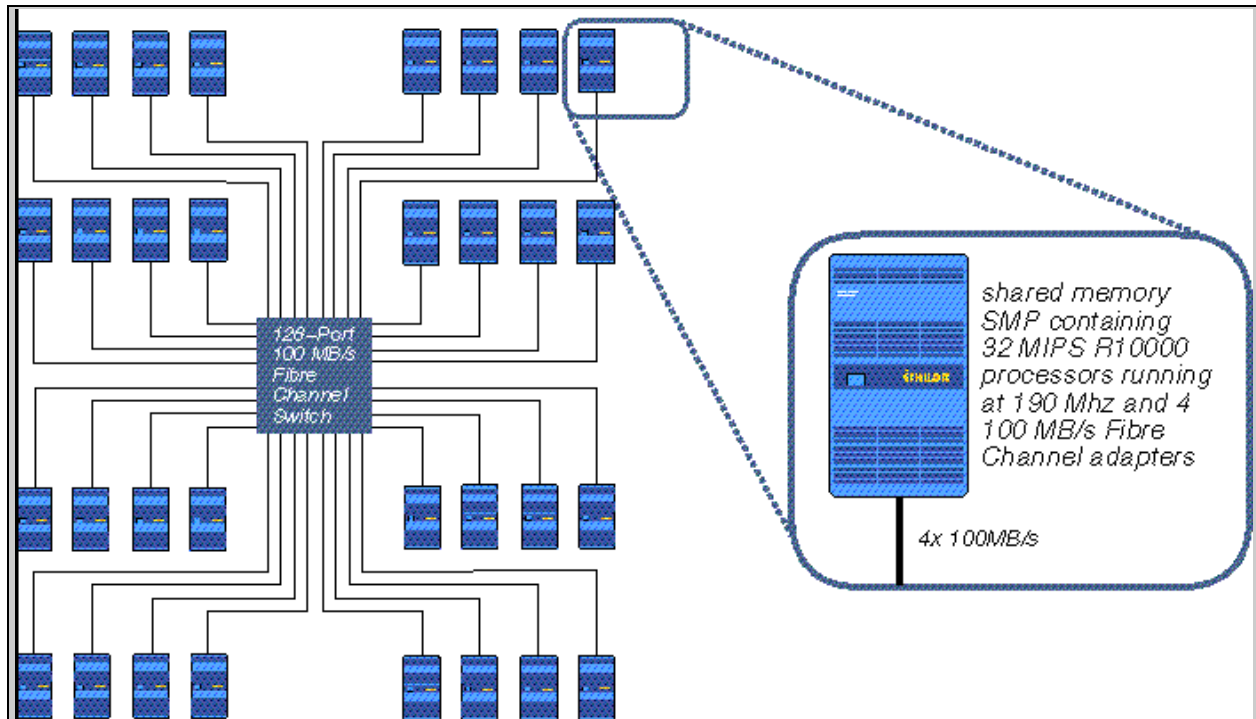 128-Port
100 MB/s
Fibre
Channel
Switch
shared memory
SMP containing
32 MIPS R10000
processors running
at 190 Mhz and 4
100 MB/s Fibre
Channel adapters
4x 100MB/s